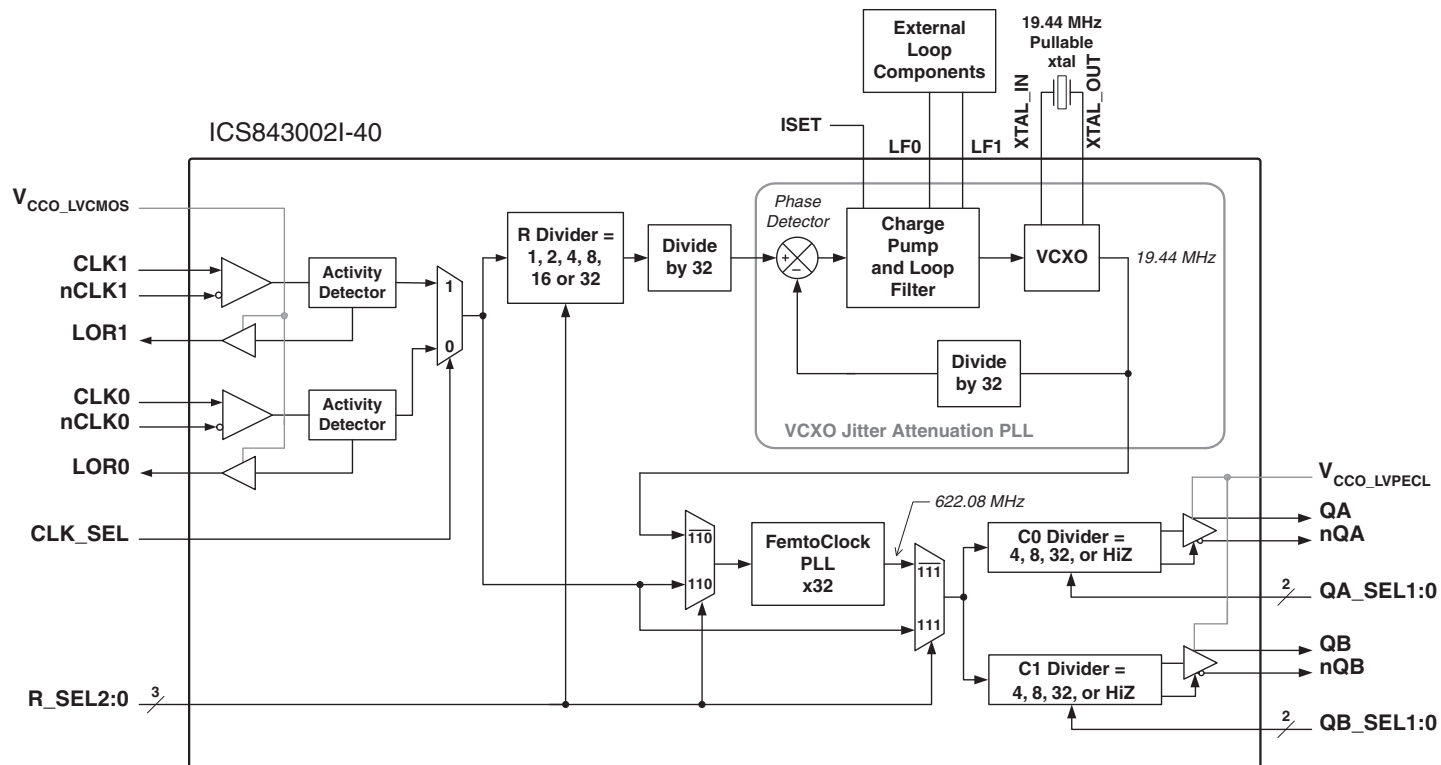 External
Loop
Components
19.44 MHz
Pullable
xtal
XTAL_IN
XTAL_OUT
ISET
LF0
LF1
ICS843002I-40
VCCO_LVCMOS
CLK1
nCLK1
LOR1
CLK0
nCLK0
LOR0
CLK_SEL
R_SEL2:0
3
Activity
Detector
Activity
Detector
1
0
R Divider =
1, 2, 4, 8,
16 or 32
Divide
by 32
Phase
Detector
+
−
Charge
Pump
and Loop
Filter
VCXO
19.44 MHz
Divide
by 32
VCXO Jitter Attenuation PLL
110
110
FemtoClock
PLL
x32
622.08 MHz
111
111
C0 Divider =
4, 8, 32, or HiZ
C1 Divider =
4, 8, 32, or HiZ
VCCO_LVPECL
QA
nQA
2
QA_SEL1:0
QB
nQB
2
QB_SEL1:0